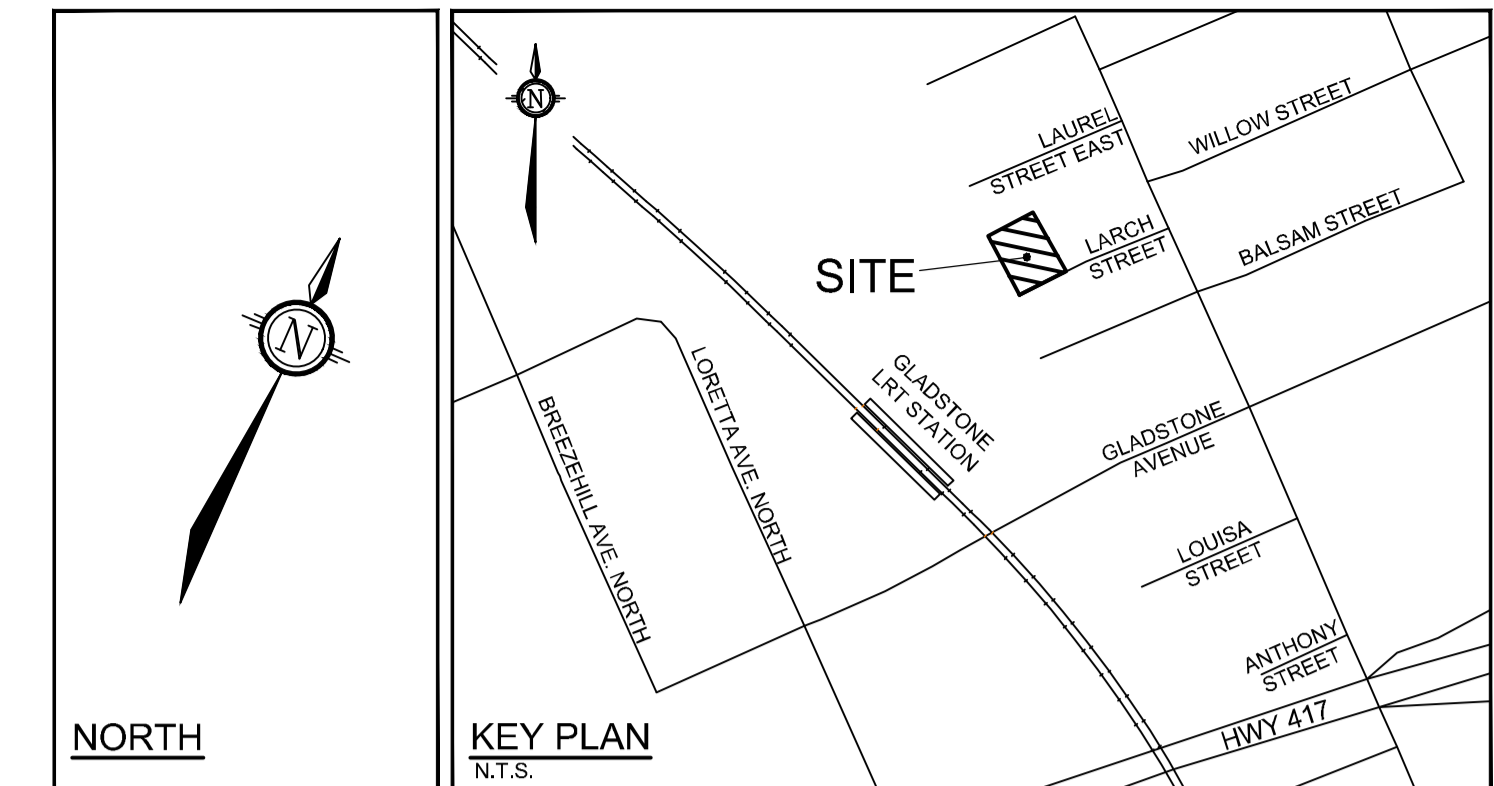 N
NORTH
N
LAUREL
STREET EAST
WILLOW STREET
LARCH
STREET
BALSAM STREET
SITE
GLADSTONE
LRT STATION
LORETTA AVE. NORTH
BREEZEHILL AVE. NORTH
GLADSTONE
AVENUE
LOUISA
STREET
ANTHONY
STREET
HWY 417
KEY PLAN
N.T.S.